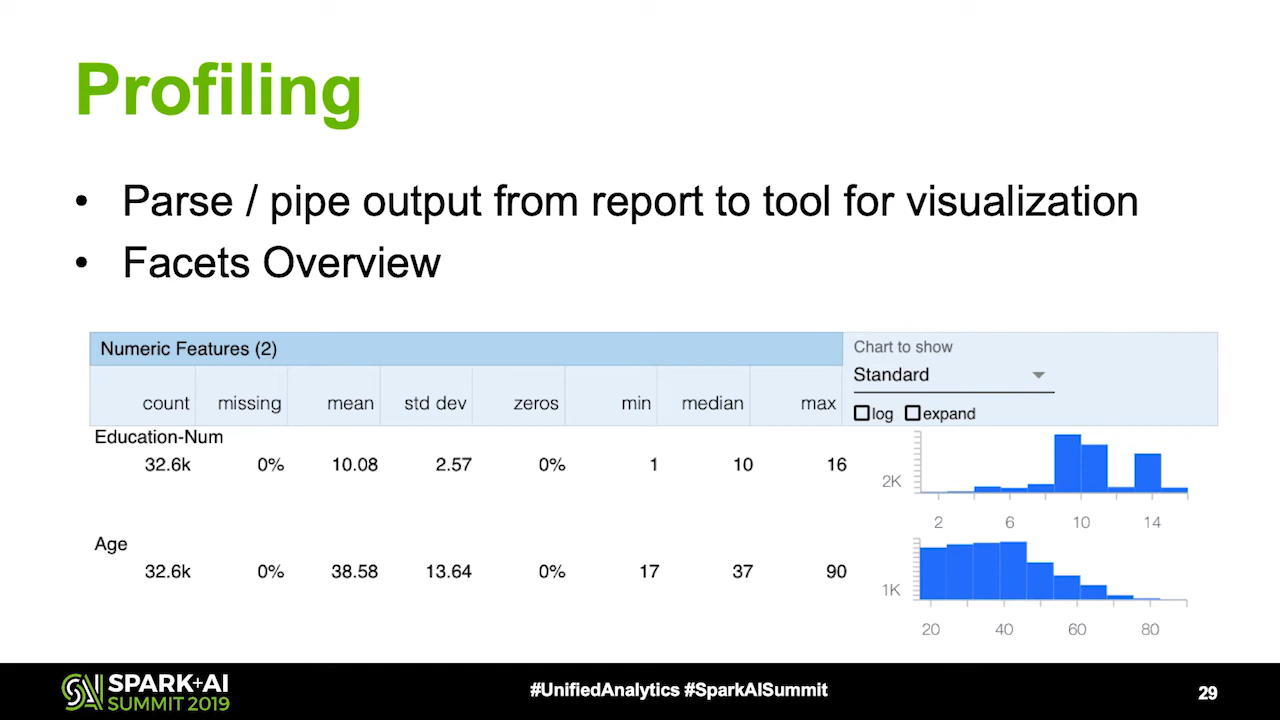 Profiling
• Parse / pipe output from report to tool for visualization
• Facets Overview
Numeric Features (2)
Chart to show
Standard
count missing mean std dev zeros min median max
log expand
Education-Num
32.6k 0% 10.08 2.57 0% 1 10 16
2K
2 6 10 14
Age
32.6k 0% 38.58 13.64 0% 17 37 90
1K
20 40 60 80
SPARK+AI
SUMMIT 2019
#UnifiedAnalytics #SparkAISummit
29